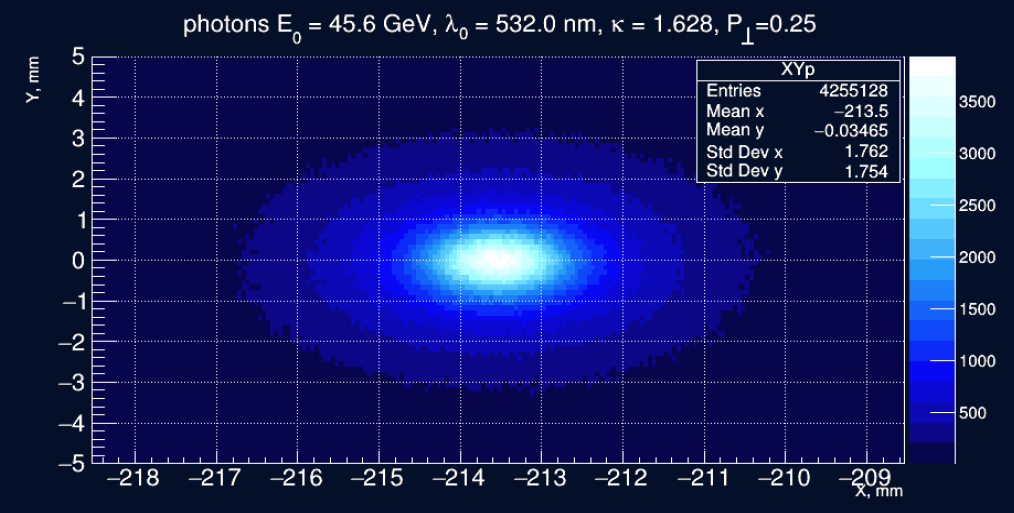 photons E0 = 45.6 GeV, λ0 = 532.0 nm, κ = 1.628, P⊥=0.25
Y, mm
XYp
Entries 4255128
Mean x −213.5
Mean y −0.03465
Std Dev x 1.762
Std Dev y 1.754
5
4
3
2
1
0
−1
−2
−3
−4
−5
3500
3000
2500
2000
1500
1000
500
−218 −217 −216 −215 −214 −213 −212 −211 −210 −209
X, mm